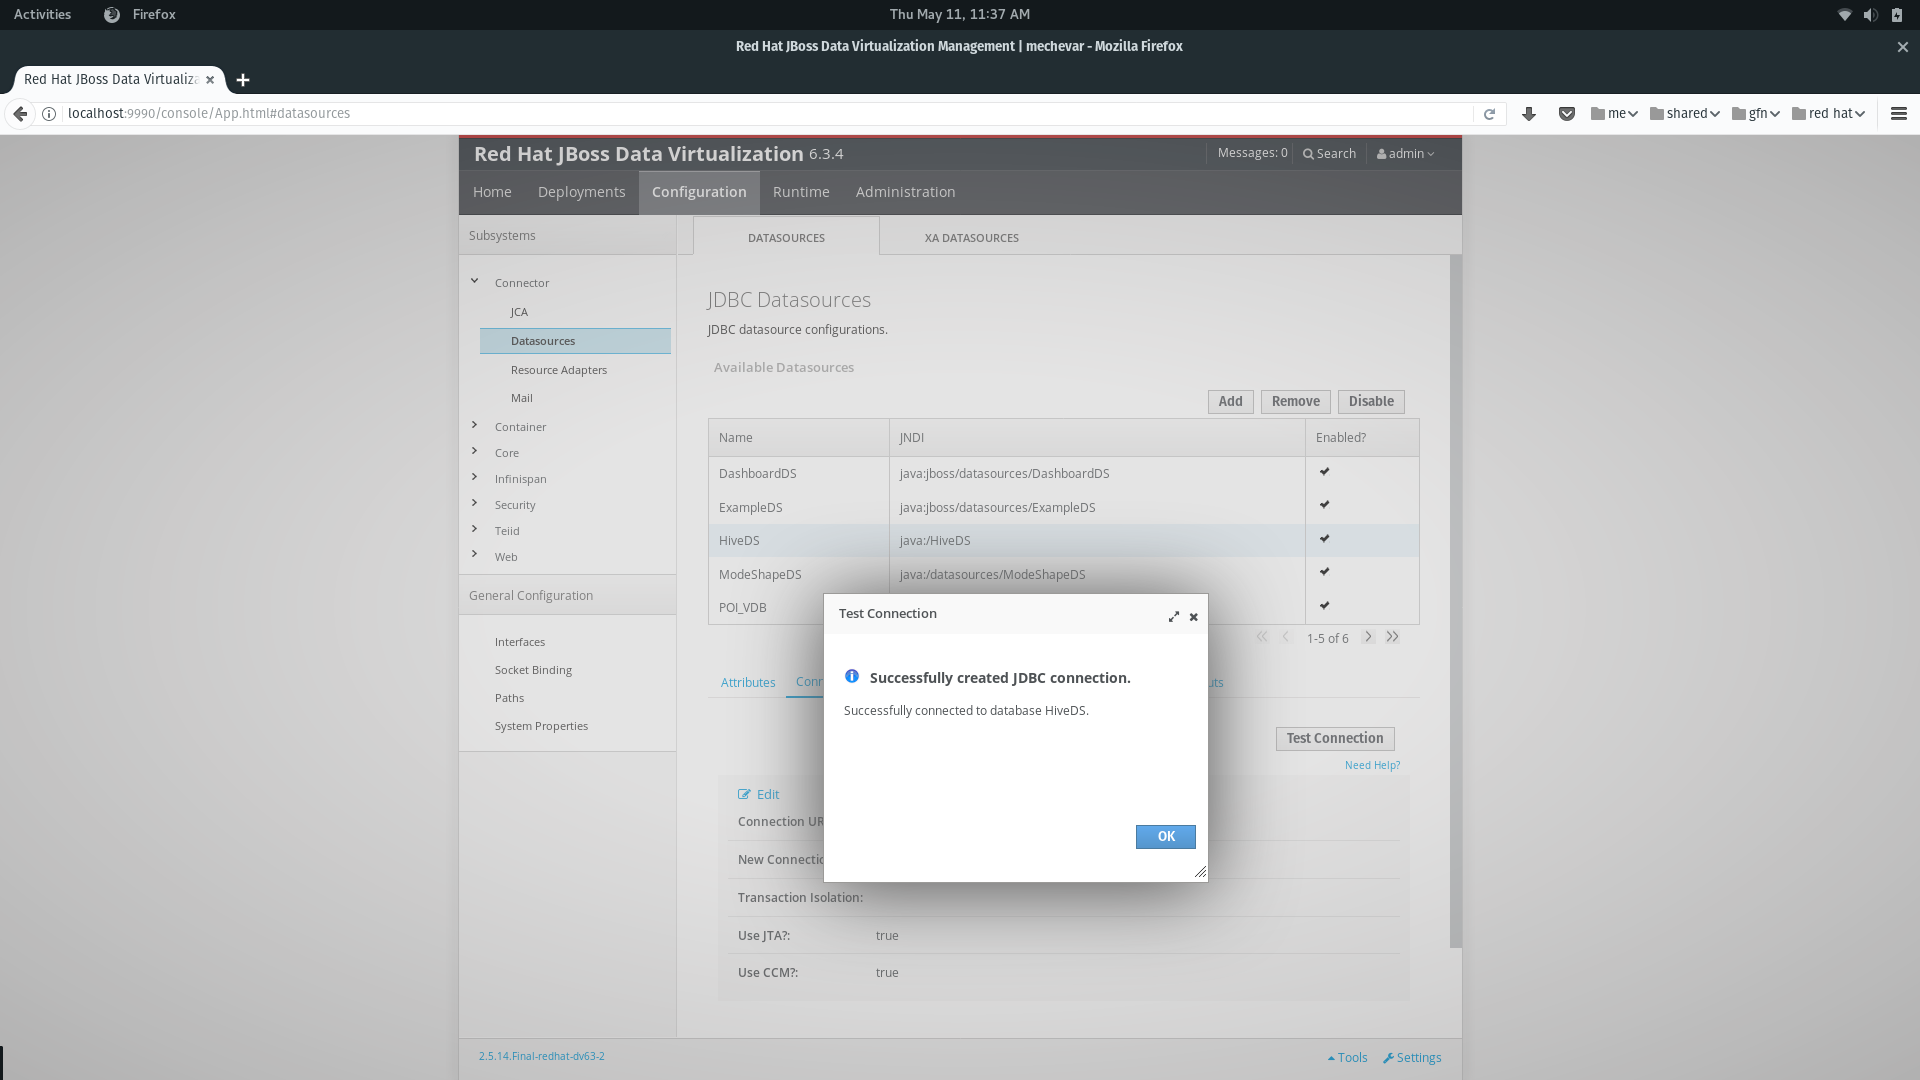 Activities
Firefox
Thu May 11, 11:37 AM
Red Hat JBoss Data Virtualization Management | mechevar - Mozilla Firefox
Red Hat JBoss Data Virtualiza
localhost:9990/console/App.html#datasources
me
shared
gfn
red hat
Red Hat JBoss Data Virtualization 6.3.4
Messages: 0
Search
admin
Home
Deployments
Configuration
Runtime
Administration
Subsystems
DATASOURCES
XA DATASOURCES
Connector
JCA
Datasources
Resource Adapters
Mail
Container
Core
Infinispan
Security
Teiid
Web
General Configuration
Interfaces
Socket Binding
Paths
System Properties
JDBC Datasources
JDBC datasource configurations.
Available Datasources
Add
Remove
Disable
Name JNDI Enabled?
DashboardDS java:jboss/datasources/DashboardDS
ExampleDS java:jboss/datasources/ExampleDS
HiveDS java:/HiveDS
ModeShapeDS java:/datasources/ModeShapeDS
POI_VDB
1-5 of 6
Attributes
Conn
uts
Test Connection
Successfully created JDBC connection.
Successfully connected to database HiveDS.
OK
Test Connection
Need Help?
Edit
Connection UR
New Connectio
Transaction Isolation:
Use JTA?: true
Use CCM?: true
2.5.14.Final-redhat-dv63-2
Tools
Settings